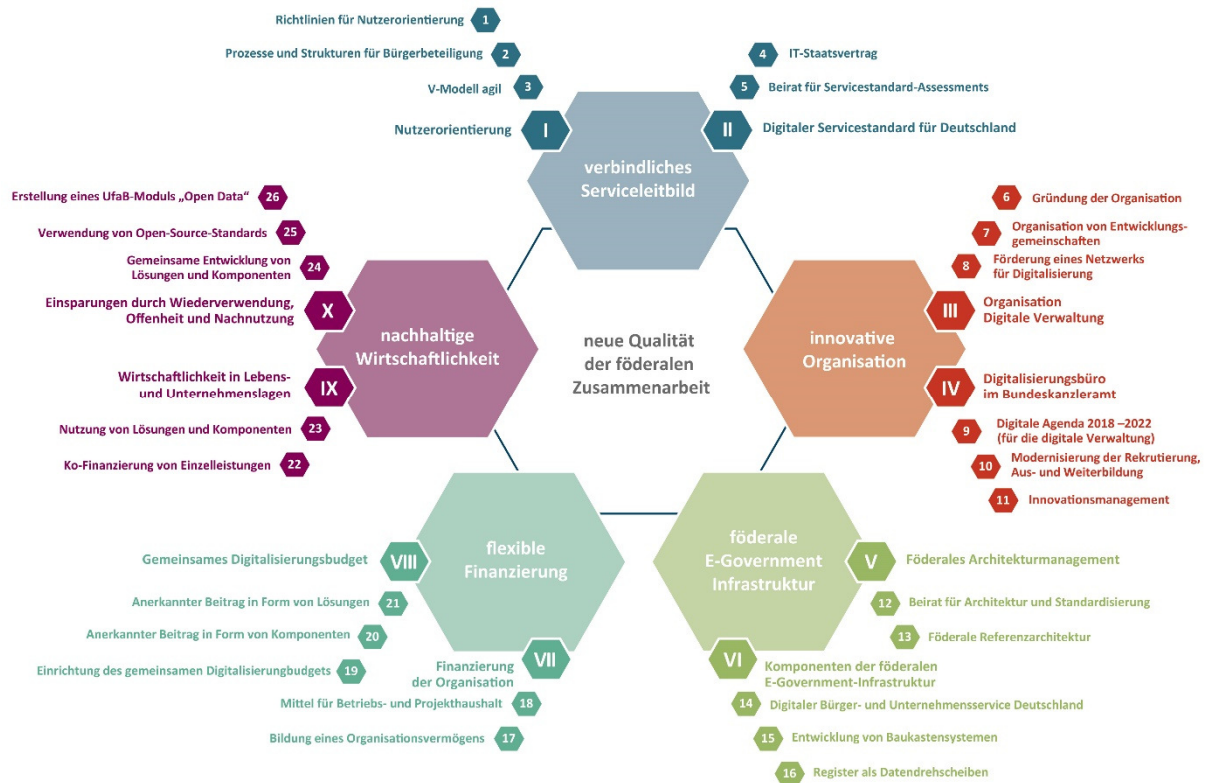 Richtlinien für Nutzerorientierung 1
Prozesse und Strukturen für Bürgerbeteiligung 2
V-Modell agil 3
Nutzerorientierung I
4 IT-Staatsvertrag
5 Beirat für Servicestandard-Assessments
II Digitaler Servicestandard für Deutschland
verbindliches
Serviceleitbild
6 Gründung der Organisation
7 Organisation von Entwicklungs-
gemeinschaften
8 Förderung eines Netzwerks
für Digitalisierung
III Organisation
Digitale Verwaltung
innovative
Organisation
IV Digitalisierungsbüro
im Bundeskanzleramt
9 Digitale Agenda 2018 –2022
(für die digitale Verwaltung)
10 Modernisierung der Rekrutierung,
Aus- und Weiterbildung
11 Innovationsmanagement
föderale
E-Government
Infrastruktur
V Föderales Architekturmanagement
12 Beirat für Architektur und Standardisierung
13 Föderale Referenzarchitektur
VI Komponenten der föderalen
E-Government-Infrastruktur
14 Digitaler Bürger- und Unternehmensservice Deutschland
15 Entwicklung von Baukastensystemen
16 Register als Datendrehscheiben
flexible
Finanzierung
Gemeinsames Digitalisierungsbudget VIII
Anerkannter Beitrag in Form von Lösungen 21
Anerkannter Beitrag in Form von Komponenten 20
Einrichtung des gemeinsamen Digitalisierungbudgets 19
Finanzierung
der Organisation VII
Mittel für Betriebs- und Projekthaushalt 18
Bildung eines Organisationsvermögens 17
Erstellung eines UfaB-Moduls „Open Data“ 26
Verwendung von Open-Source-Standards 25
Gemeinsame Entwicklung von
Lösungen und Komponenten 24
Einsparungen durch Wiederverwendung,
Offenheit und Nachnutzung X
nachhaltige
Wirtschaftlichkeit
Wirtschaftlichkeit in Lebens-
und Unternehmenslagen IX
Nutzung von Lösungen und Komponenten 23
Ko-Finanzierung von Einzelleistungen 22
neue Qualität
der föderalen
Zusammenarbeit